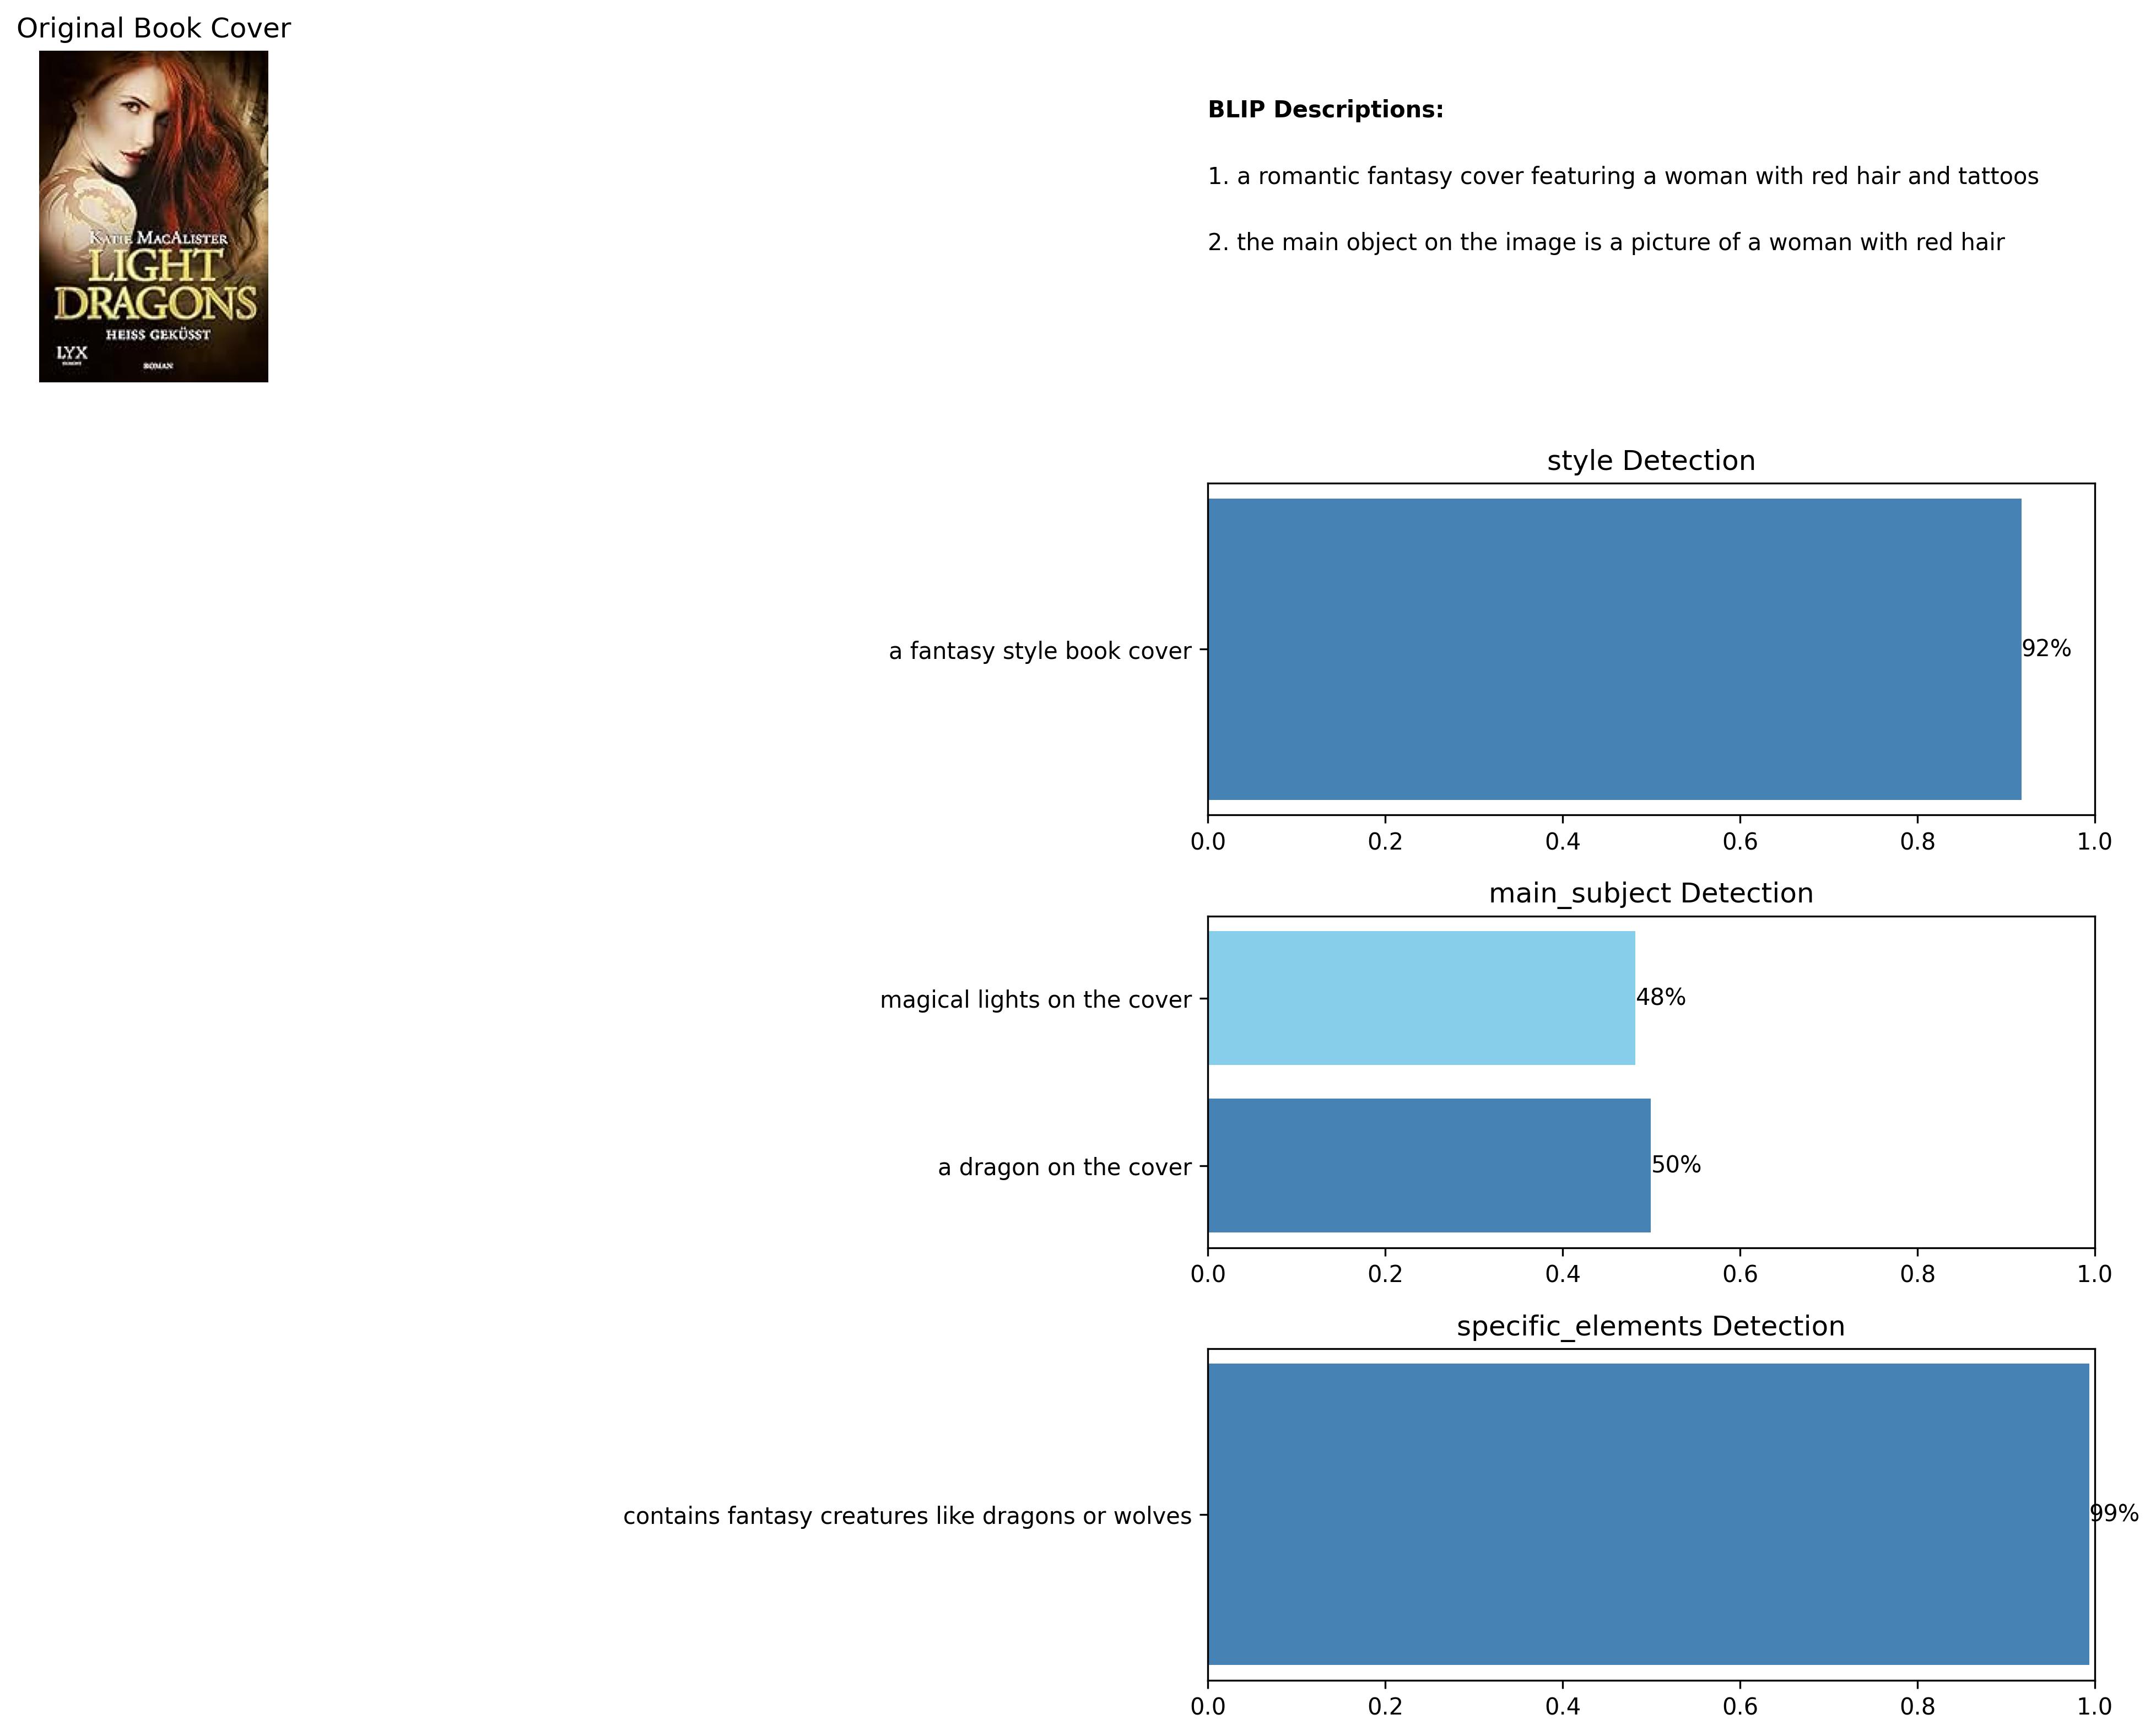 Original Book Cover
KATIE MACALISTER
LIGHT
DRAGONS
HEISS GEKÜSST
LYX
EGMONT
ROMAN
BLIP Descriptions:
1. a romantic fantasy cover featuring a woman with red hair and tattoos
2. the main object on the image is a picture of a woman with red hair
style Detection
a fantasy style book cover
92%
0.0 0.2 0.4 0.6 0.8 1.0
main_subject Detection
magical lights on the cover
48%
a dragon on the cover
50%
0.0 0.2 0.4 0.6 0.8 1.0
specific_elements Detection
contains fantasy creatures like dragons or wolves
99%
0.0 0.2 0.4 0.6 0.8 1.0